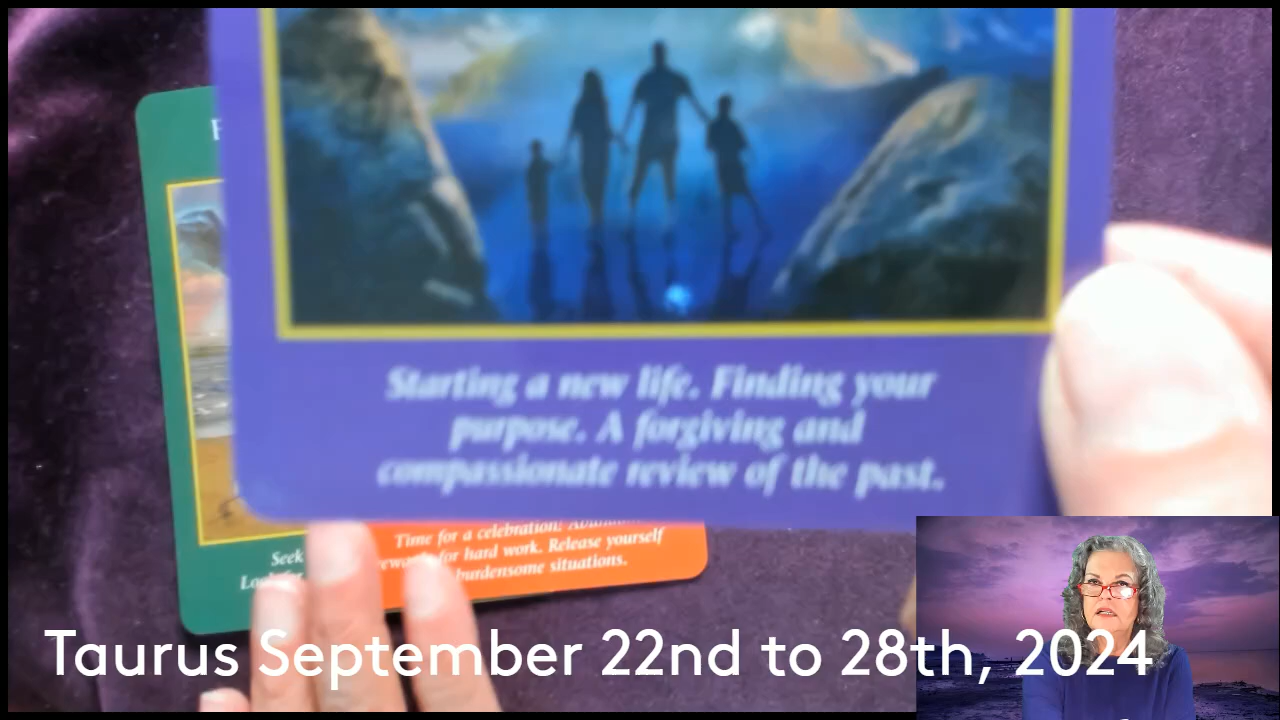 Starting a new life. Finding your
purpose. A forgiving and
compassionate review of the past.
Time for a celebration!
for hard work. Release yourself
burdensome situations.
Seek
Taurus September 22nd to 28th, 2024